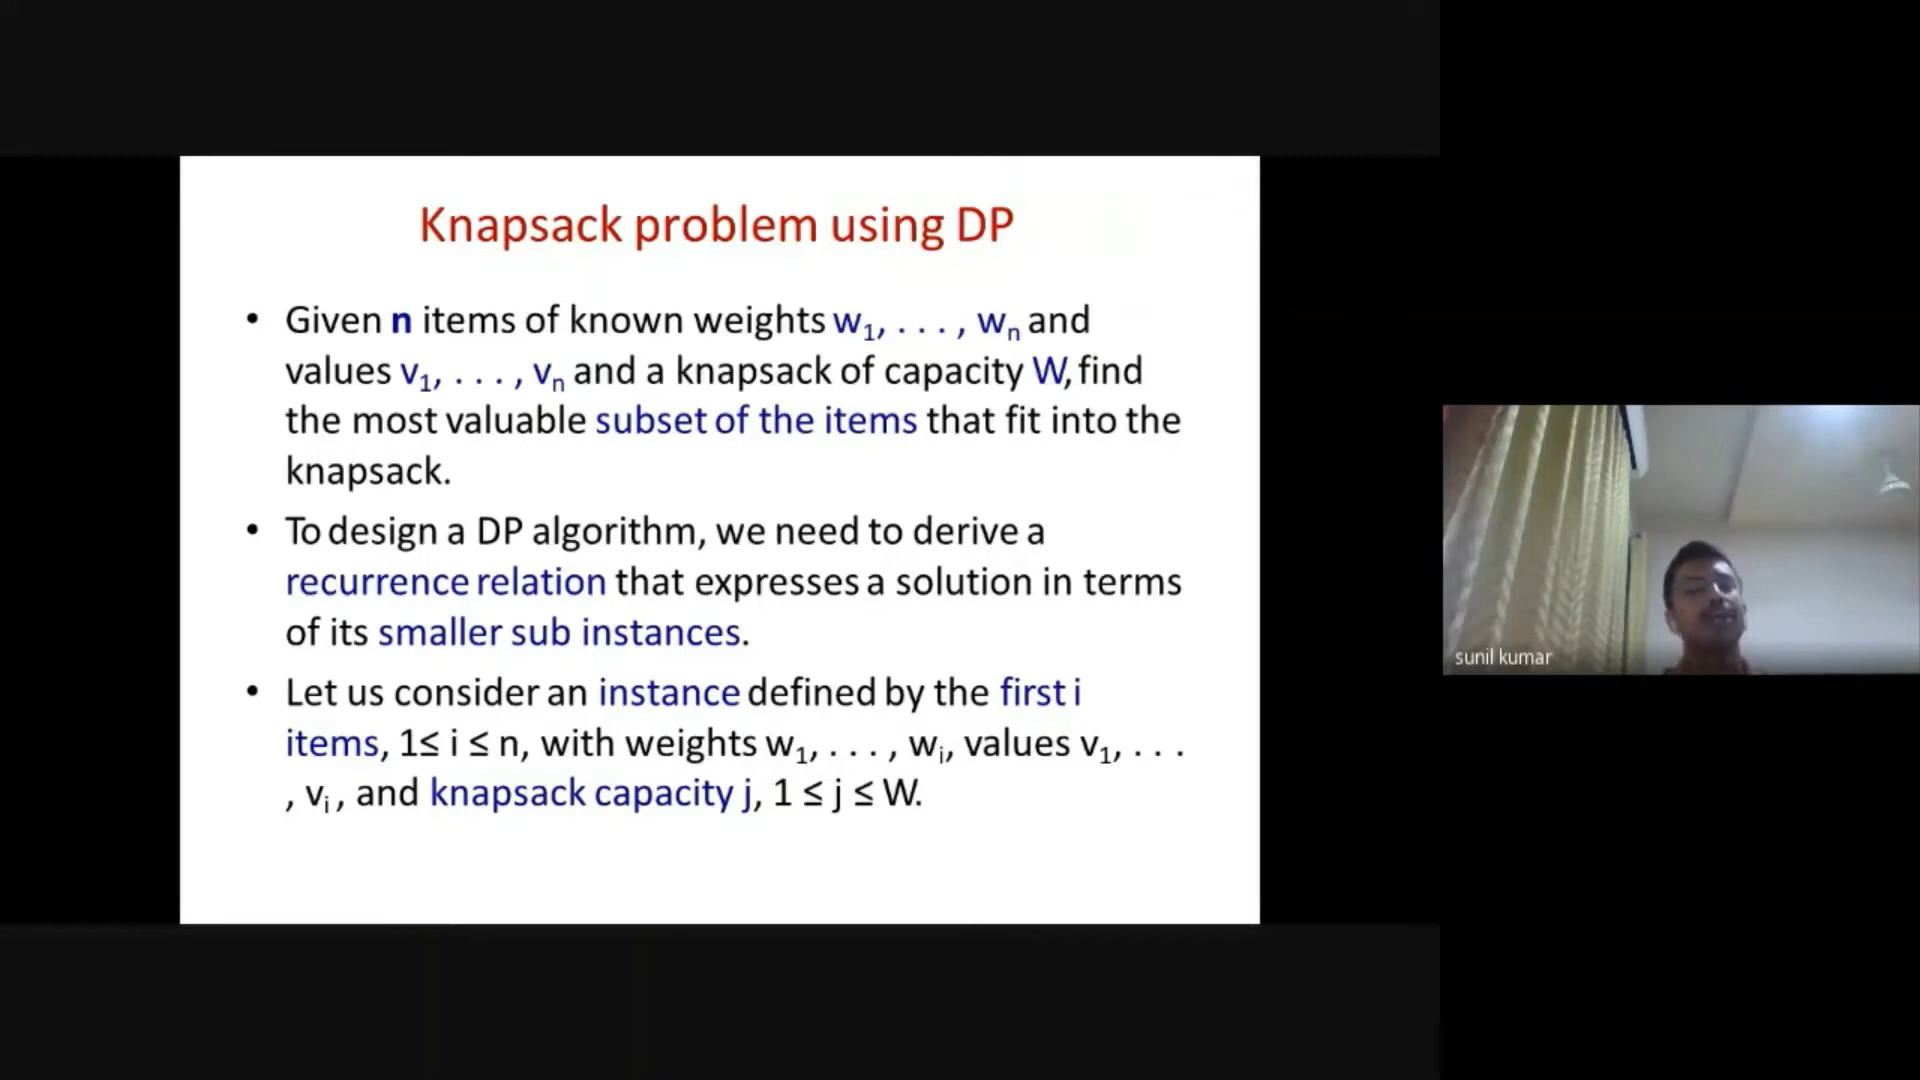 Knapsack problem using DP
• Given n items of known weights w₁, . . . , wₙ and
values v₁, . . . , vₙ and a knapsack of capacity W, find
the most valuable subset of the items that fit into the
knapsack.
• To design a DP algorithm, we need to derive a
recurrence relation that expresses a solution in terms
of its smaller sub instances.
• Let us consider an instance defined by the first i
items, 1≤ i ≤ n, with weights w₁, . . . , wᵢ, values v₁, . . .
, vᵢ , and knapsack capacity j, 1 ≤ j ≤ W.
sunil kumar